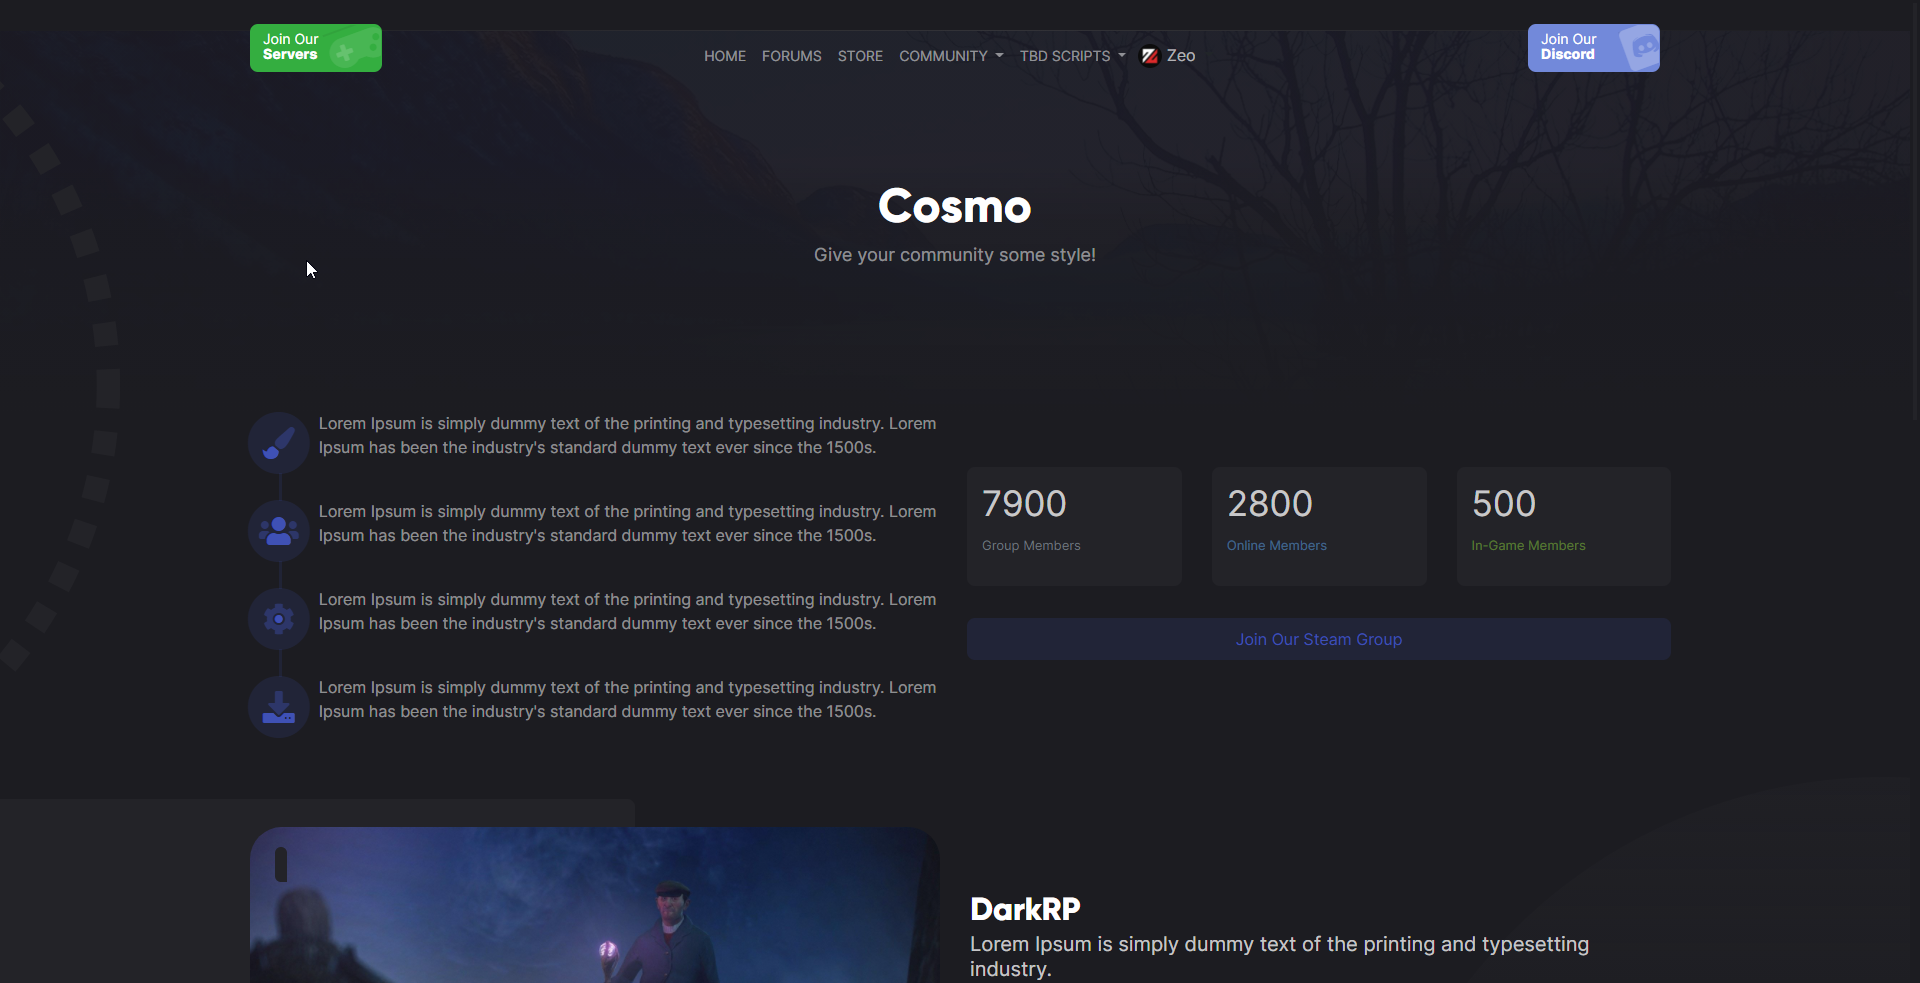 Join Our
Servers
HOME FORUMS STORE COMMUNITY TBD SCRIPTS Zeo
Join Our
Discord
Cosmo
Give your community some style!
Lorem Ipsum is simply dummy text of the printing and typesetting industry. Lorem
Ipsum has been the industry's standard dummy text ever since the 1500s.
Lorem Ipsum is simply dummy text of the printing and typesetting industry. Lorem
Ipsum has been the industry's standard dummy text ever since the 1500s.
Lorem Ipsum is simply dummy text of the printing and typesetting industry. Lorem
Ipsum has been the industry's standard dummy text ever since the 1500s.
Lorem Ipsum is simply dummy text of the printing and typesetting industry. Lorem
Ipsum has been the industry's standard dummy text ever since the 1500s.
7900
Group Members
2800
Online Members
500
In-Game Members
Join Our Steam Group
DarkRP
Lorem Ipsum is simply dummy text of the printing and typesetting
industry.